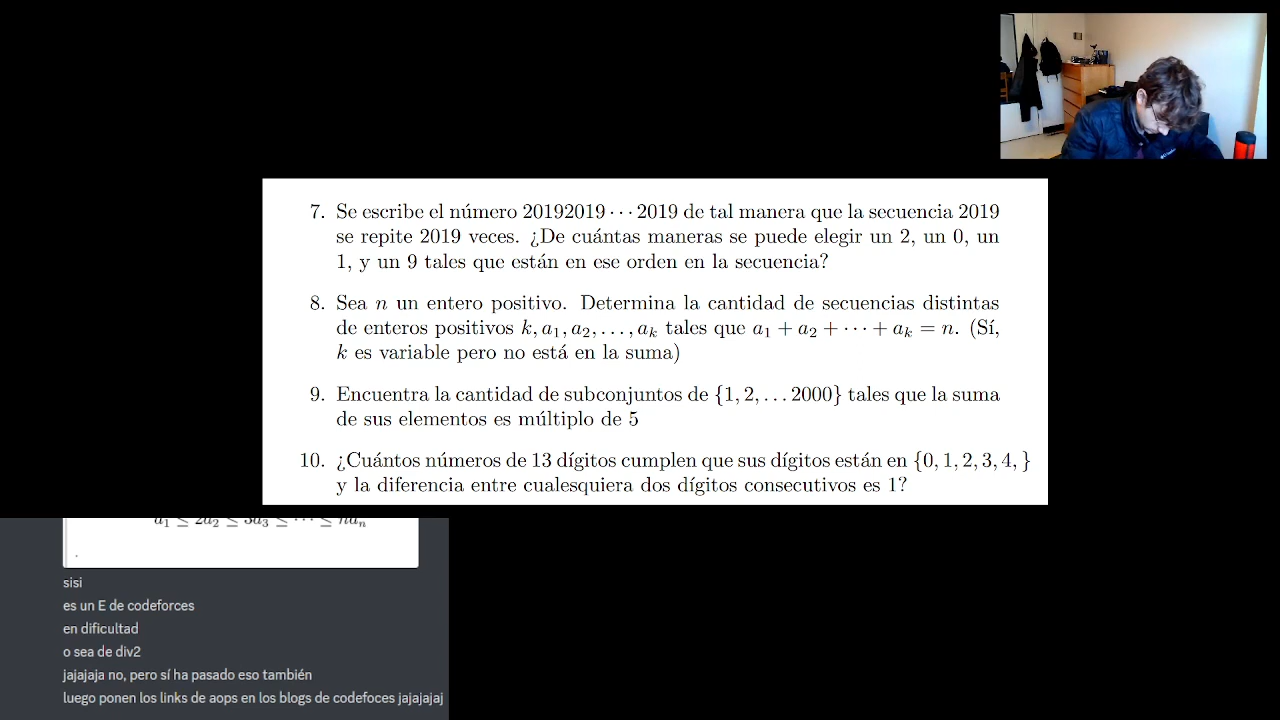 7. Se escribe el número 20192019 ··· 2019 de tal manera que la secuencia 2019
se repite 2019 veces. ¿De cuántas maneras se puede elegir un 2, un 0, un
1, y un 9 tales que están en ese orden en la secuencia?
8. Sea n un entero positivo. Determina la cantidad de secuencias distintas
de enteros positivos k, a₁, a₂, . . . , aₖ tales que a₁ + a₂ + ··· + aₖ = n. (Sí,
k es variable pero no está en la suma)
9. Encuentra la cantidad de subconjuntos de {1, 2, . . . 2000} tales que la suma
de sus elementos es múltiplo de 5
10. ¿Cuántos números de 13 dígitos cumplen que sus dígitos están en {0, 1, 2, 3, 4, }
y la diferencia entre cualesquiera dos dígitos consecutivos es 1?
a₁ ≤ 2a₂ ≤ 3a₃ ≤ ··· ≤ naₙ
.
sisi
es un E de codeforces
en dificultad
o sea de div2
jajajaja no, pero sí ha pasado eso también
luego ponen los links de aops en los blogs de codefoces jajajajaj